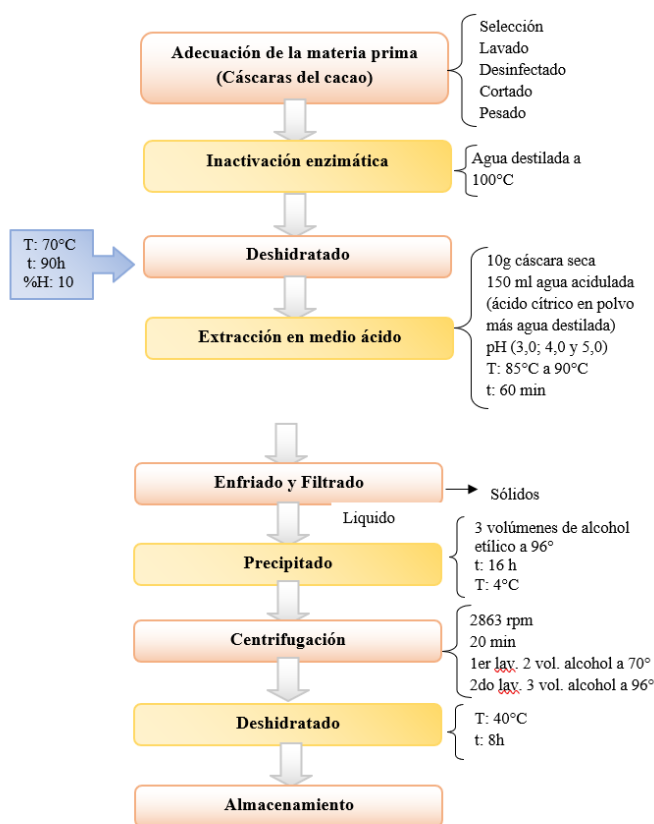 Adecuación de la materia prima
(Cáscaras del cacao)
Selección
Lavado
Desinfectado
Cortado
Pesado
Inactivación enzimática
Agua destilada a
100°C
T: 70°C
t: 90h
%H: 10
Deshidratado
Extracción en medio ácido
10g cáscara seca
150 ml agua acidulada
(ácido cítrico en polvo
más agua destilada)
pH (3,0; 4,0 y 5,0)
T: 85°C a 90°C
t: 60 min
Enfriado y Filtrado
Sólidos
Liquido
Precipitado
3 volúmenes de alcohol
etílico a 96°
t: 16 h
T: 4°C
Centrifugación
2863 rpm
20 min
1er lav. 2 vol. alcohol a 70°
2do lav. 3 vol. alcohol a 96°
Deshidratado
T: 40°C
t: 8h
Almacenamiento